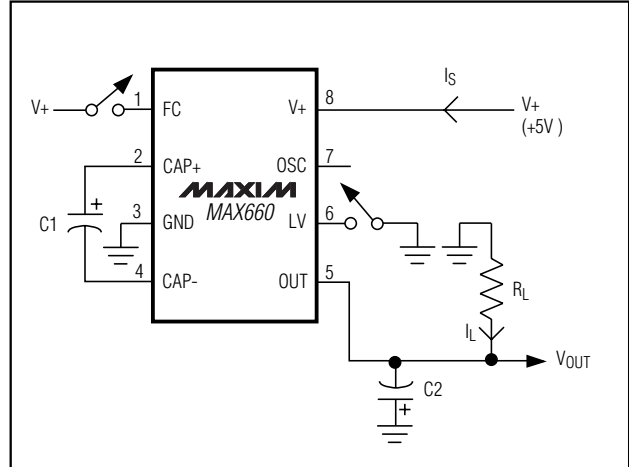 V+
1
FC
V+
8
IS
V+
(+5V )
2
CAP+
OSC
7
MAXIM
MAX660
C1
+
3
GND
LV
6
4
CAP-
OUT
5
RL
IL
VOUT
C2
+